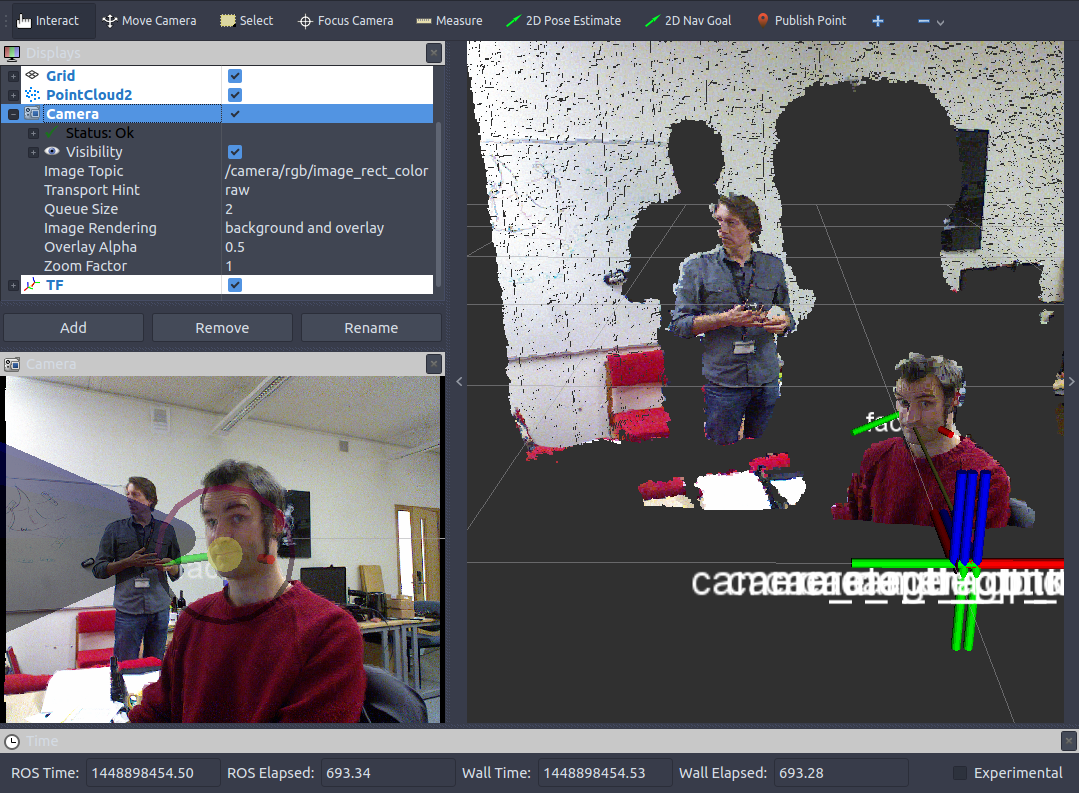 Interact Move Camera Select Focus Camera Measure 2D Pose Estimate 2D Nav Goal Publish Point
Displays
Grid
PointCloud2
Camera
Status: Ok
Visibility
Image Topic /camera/rgb/image_rect_color
Transport Hint raw
Queue Size 2
Image Rendering background and overlay
Overlay Alpha 0.5
Zoom Factor 1
TF
Add Remove Rename
Camera
Time
ROS Time: 1448898454.50 ROS Elapsed: 693.34 Wall Time: 1448898454.53 Wall Elapsed: 693.28 Experimental